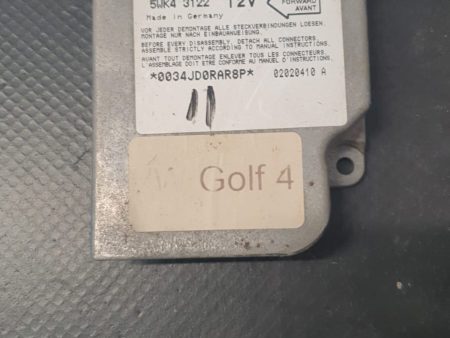 5WK4 3122 12V FORWARD
AVANT
Made in Germany
VOR JEDER DEMONTAGE ALLE STECKVERBINDUNGEN LOESEN,
MONTAGE NUR NACH EINBAUANWEISUNG.
BEFORE EVERY DISASSEMBLY, DETACH ALL CONNECTORS.
ASSEMBLE STRICTLY ACCORDING TO MANUAL INSTRUCTIONS.
AVANT TOUT DEMONTAGE ENLEVER TOUS LES CONNECTEURS.
L ASSEMBLAGE DOIT ETRE CONFORME AU MANUEL D'INSTRUCTIONS.
*0034JD0RAR8P* 02020410 A
11
Golf 4